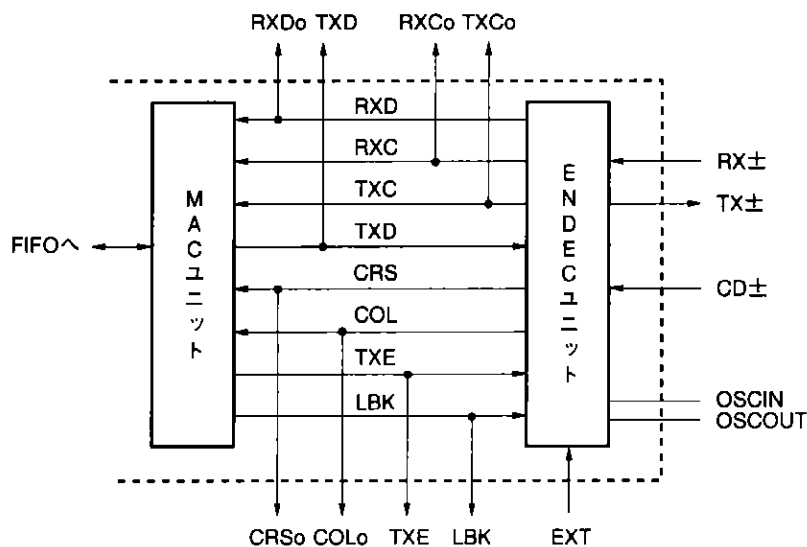 RXDo TXD RXCo TXCo
RXD
RXC
TXC
TXD
CRS
COL
TXE
LBK
MACユニット
ENDECユニット
FIFOへ
RX±
TX±
CD±
OSCIN
OSCOUT
CRSo COLo TXE LBK EXT